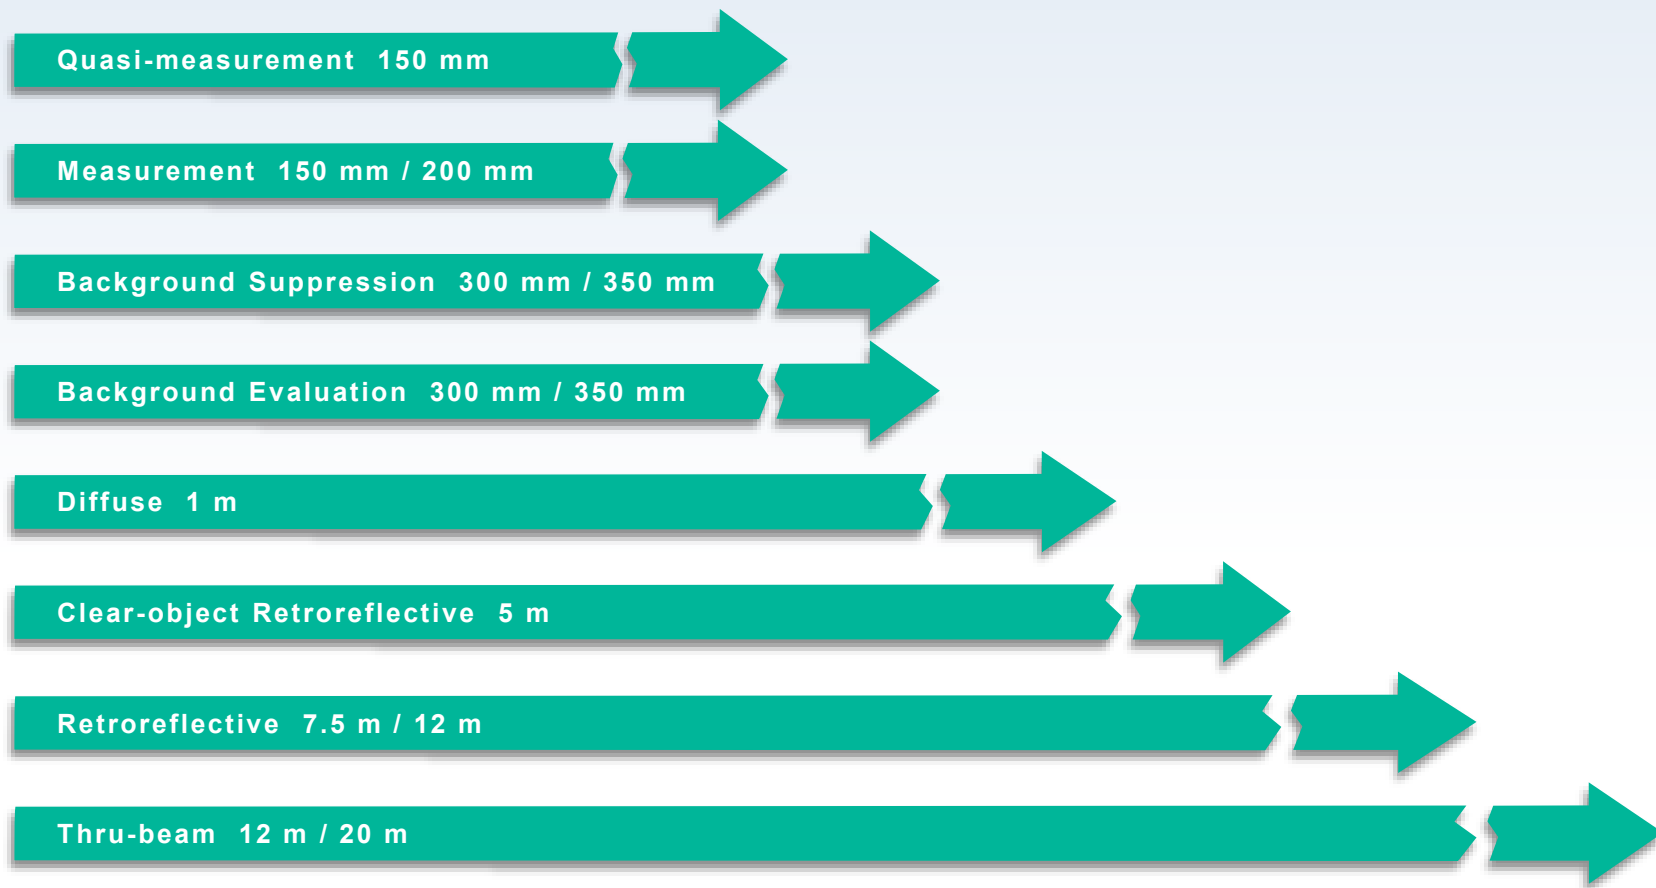 Quasi-measurement 150 mm
Measurement 150 mm / 200 mm
Background Suppression 300 mm / 350 mm
Background Evaluation 300 mm / 350 mm
Diffuse 1 m
Clear-object Retroreflective 5 m
Retroreflective 7.5 m / 12 m
Thru-beam 12 m / 20 m